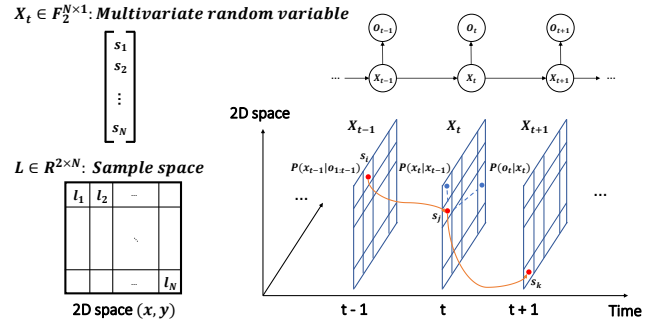 X_t ∈ F_2^{N×1}: Multivariate random variable
s_1
s_2
⋮
s_N
L ∈ R^{2×N}: Sample space
l_1 l_2 ...
⋱
... l_N
2D space (x, y)
O_{t-1} O_t O_{t+1}
... X_{t-1} X_t X_{t+1} ...
2D space
X_{t-1} X_t X_{t+1}
s_i
P(x_{t-1}|o_{1:t-1}) P(x_t|x_{t-1}) P(o_t|x_t)
... ...
s_j
s_k
t - 1 t t + 1 Time